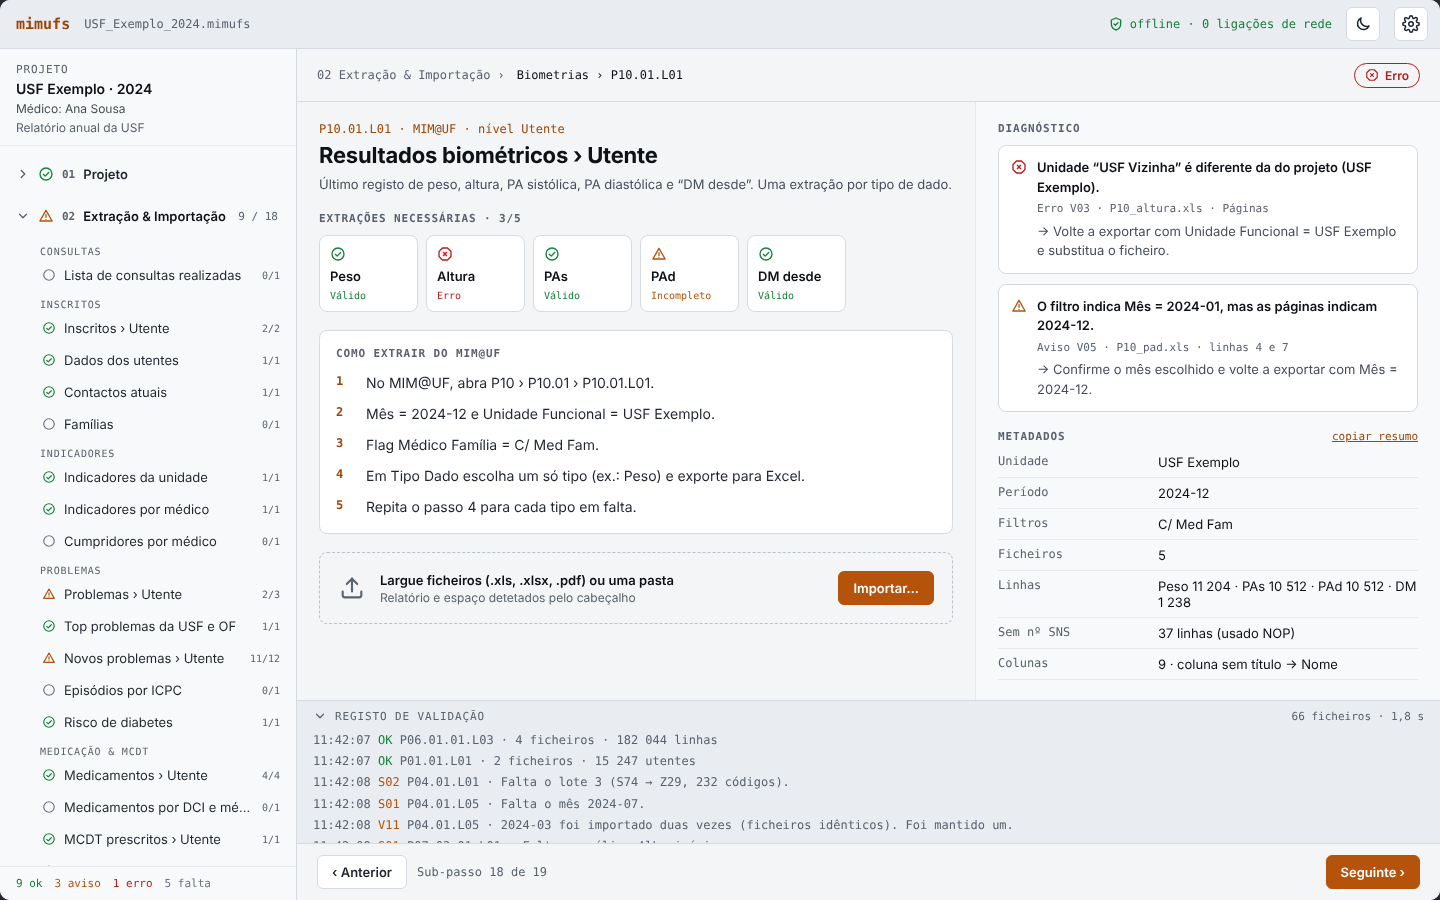 mimufs USF_Exemplo_2024.mimufs
offline · 0 ligações de rede
PROJETO
USF Exemplo · 2024
Médico: Ana Sousa
Relatório anual da USF
01 Projeto
02 Extração & Importação 9 / 18
CONSULTAS
Lista de consultas realizadas 0/1
INSCRITOS
Inscritos › Utente 2/2
Dados dos utentes 1/1
Contactos atuais 1/1
Famílias 0/1
INDICADORES
Indicadores da unidade 1/1
Indicadores por médico 1/1
Cumpridores por médico 0/1
PROBLEMAS
Problemas › Utente 2/3
Top problemas da USF e OF 1/1
Novos problemas › Utente 11/12
Episódios por ICPC 0/1
Risco de diabetes 1/1
MEDICAÇÃO & MCDT
Medicamentos › Utente 4/4
Medicamentos por DCI e mé... 0/1
MCDT prescritos › Utente 1/1
9 ok 3 aviso 1 erro 5 falta
02 Extração & Importação › Biometrias › P10.01.L01
Erro
P10.01.L01 · MIM@UF · nível Utente
Resultados biométricos › Utente
Último registo de peso, altura, PA sistólica, PA diastólica e “DM desde”. Uma extração por tipo de dado.
EXTRAÇÕES NECESSÁRIAS · 3/5
Peso
Válido
Altura
Erro
PAs
Válido
PAd
Incompleto
DM desde
Válido
COMO EXTRAIR DO MIM@UF
1 No MIM@UF, abra P10 › P10.01 › P10.01.L01.
2 Mês = 2024-12 e Unidade Funcional = USF Exemplo.
3 Flag Médico Família = C/ Med Fam.
4 Em Tipo Dado escolha um só tipo (ex.: Peso) e exporte para Excel.
5 Repita o passo 4 para cada tipo em falta.
Largue ficheiros (.xls, .xlsx, .pdf) ou uma pasta
Relatório e espaço detetados pelo cabeçalho
Importar...
DIAGNÓSTICO
Unidade “USF Vizinha” é diferente da do projeto (USF
Exemplo).
Erro V03 · P10_altura.xls · Páginas
→ Volte a exportar com Unidade Funcional = USF Exemplo
e substitua o ficheiro.
O filtro indica Mês = 2024-01, mas as páginas indicam
2024-12.
Aviso V05 · P10_pad.xls · linhas 4 e 7
→ Confirme o mês escolhido e volte a exportar com Mês =
2024-12.
METADADOS copiar resumo
Unidade USF Exemplo
Período 2024-12
Filtros C/ Med Fam
Ficheiros 5
Linhas Peso 11 204 · PAs 10 512 · PAd 10 512 · DM
1 238
Sem nº SNS 37 linhas (usado NOP)
Colunas 9 · coluna sem título → Nome
REGISTO DE VALIDAÇÃO 66 ficheiros · 1,8 s
11:42:07 OK P06.01.01.L03 · 4 ficheiros · 182 044 linhas
11:42:07 OK P01.01.L01 · 2 ficheiros · 15 247 utentes
11:42:08 S02 P04.01.L01 · Falta o lote 3 (S74 → Z29, 232 códigos).
11:42:08 S01 P04.01.L05 · Falta o mês 2024-07.
11:42:08 V11 P04.01.L05 · 2024-03 foi importado duas vezes (ficheiros idênticos). Foi mantido um.
‹ Anterior Sub-passo 18 de 19 Seguinte ›